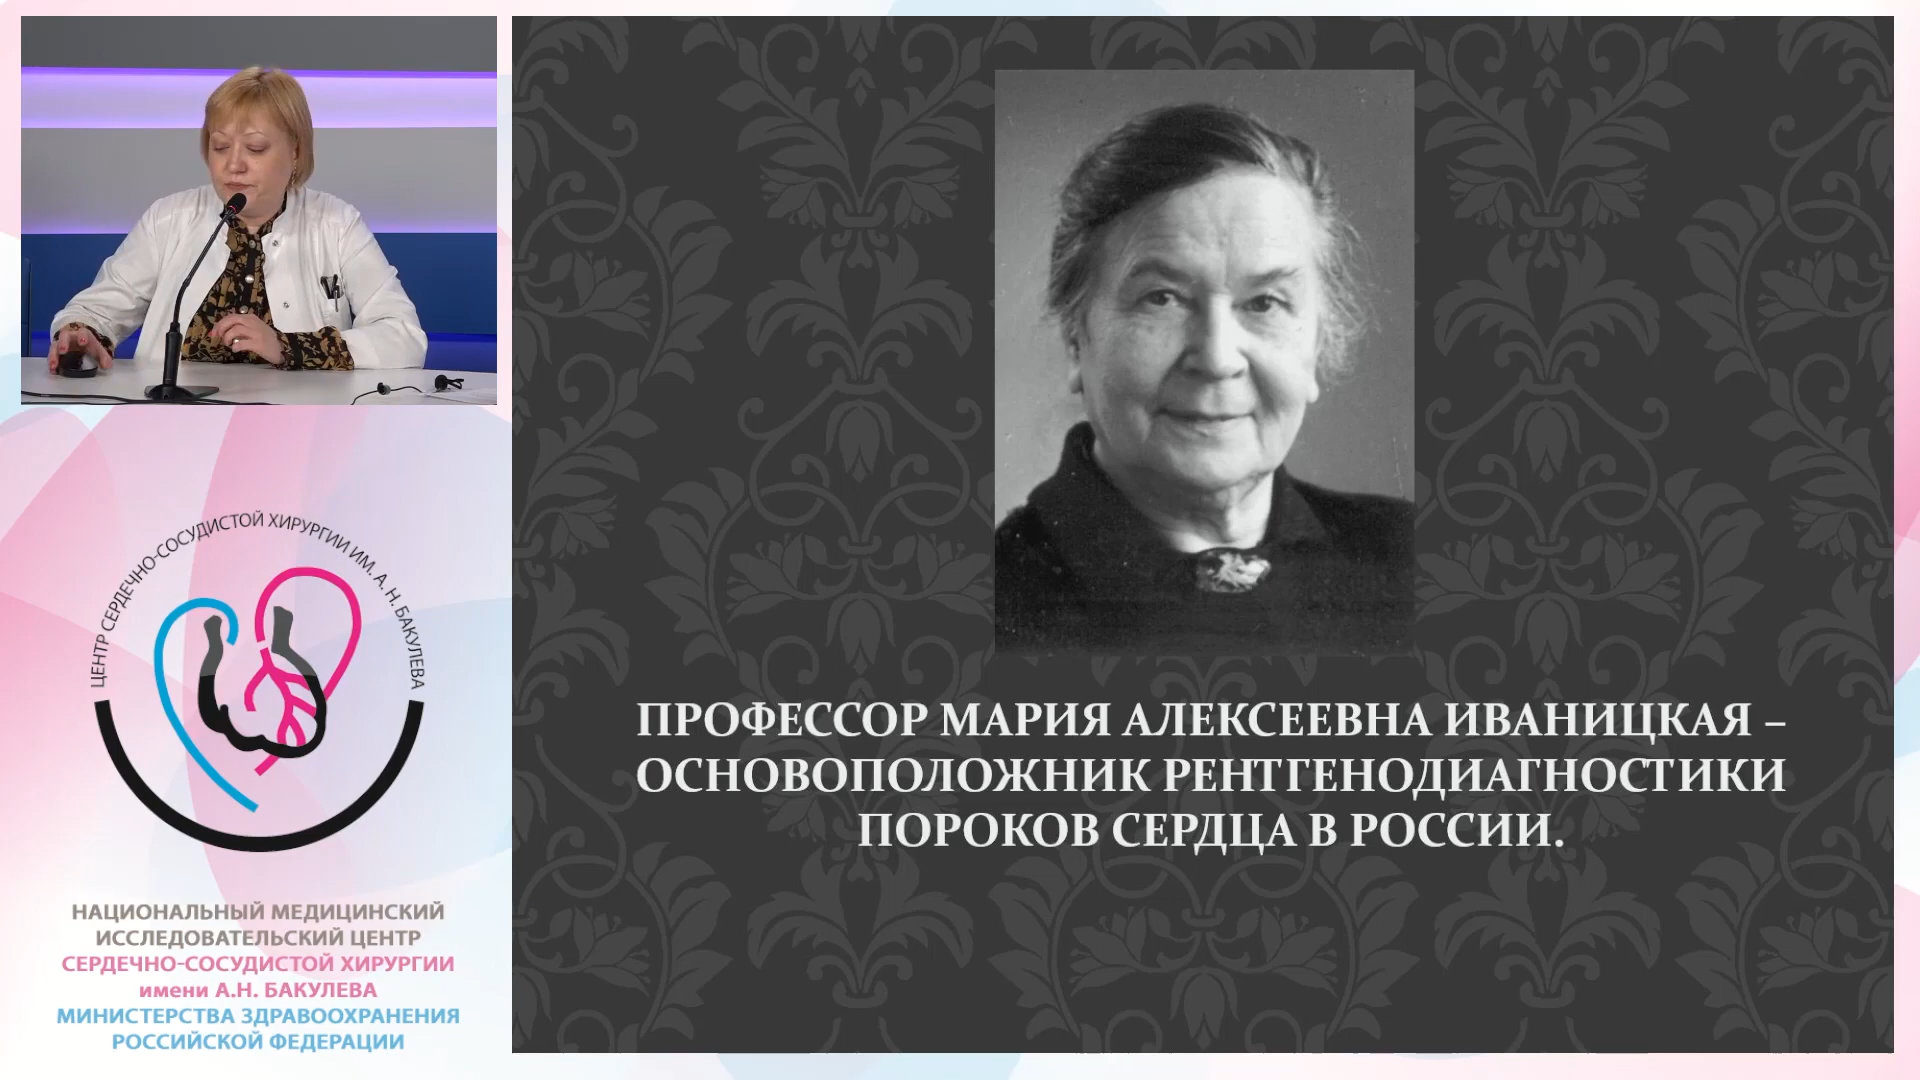 ЦЕНТР СЕРДЕЧНО-СОСУДИСТОЙ ХИРУРГИИ ИМ. А. Н. БАКУЛЕВА
НАЦИОНАЛЬНЫЙ МЕДИЦИНСКИЙ
ИССЛЕДОВАТЕЛЬСКИЙ ЦЕНТР
СЕРДЕЧНО-СОСУДИСТОЙ ХИРУРГИИ
имени А.Н. БАКУЛЕВА
МИНИСТЕРСТВА ЗДРАВООХРАНЕНИЯ
РОССИЙСКОЙ ФЕДЕРАЦИИ
ПРОФЕССОР МАРИЯ АЛЕКСЕЕВНА ИВАНИЦКАЯ –
ОСНОВОПОЛОЖНИК РЕНТГЕНОДИАГНОСТИКИ
ПОРОКОВ СЕРДЦА В РОССИИ.